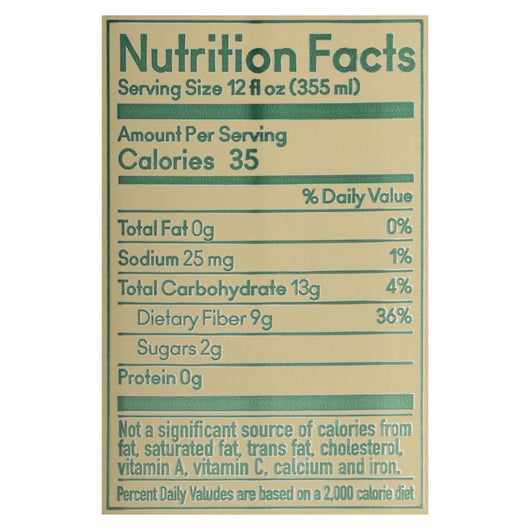 Nutrition Facts
Serving Size 12 fl oz (355 ml)
Amount Per Serving
Calories 35
% Daily Value
Total Fat 0g 0%
Sodium 25 mg 1%
Total Carbohydrate 13g 4%
Dietary Fiber 9g 36%
Sugars 2g
Protein 0g
Not a significant source of calories from
fat, saturated fat, trans fat, cholesterol,
vitamin A, vitamin C, calcium and iron.
Percent Daily Valudes are based on a 2,000 calorie diet